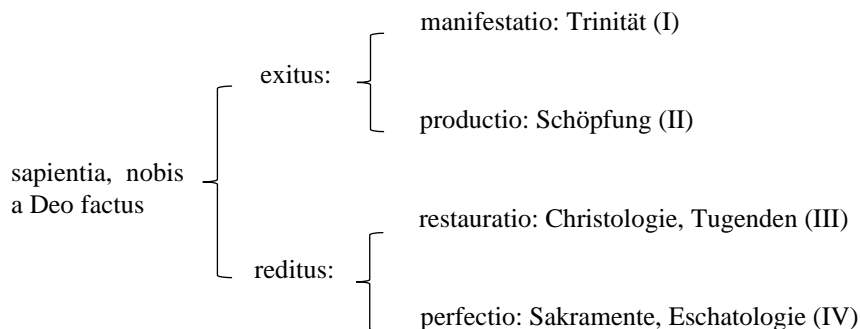 manifestatio: Trinität (I)
exitus:
productio: Schöpfung (II)
sapientia, nobis
a Deo factus
restauratio: Christologie, Tugenden (III)
reditus:
perfectio: Sakramente, Eschatologie (IV)